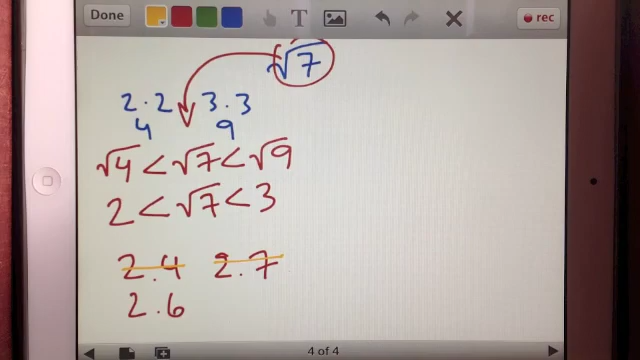 Done T rec
√7
2.2 3.3
4 9
√4 < √7 < √9
2 < √7 < 3
2.4 2.7
2.6
4 of 4